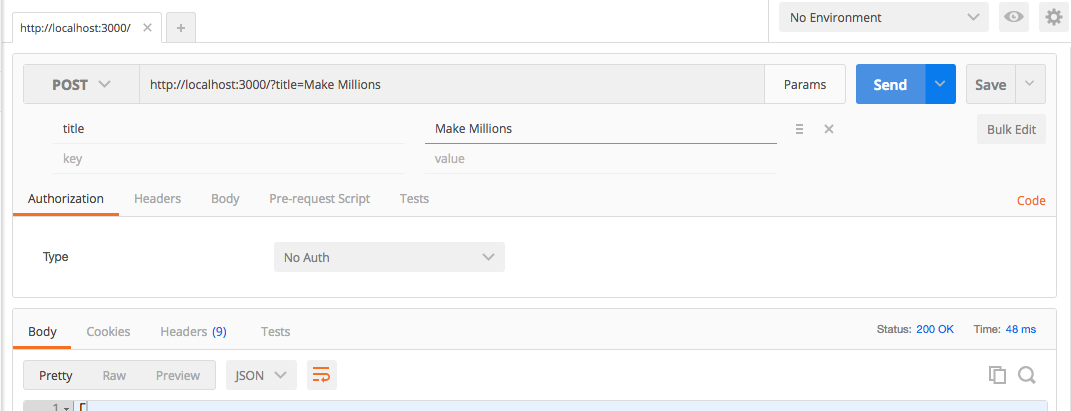 http://localhost:3000/ × +
No Environment
POST http://localhost:3000/?title=Make Millions Params Send Save
title Make Millions Bulk Edit
key value
Authorization Headers Body Pre-request Script Tests Code
Type No Auth
Body Cookies Headers (9) Tests Status: 200 OK Time: 48 ms
Pretty Raw Preview JSON
1 [